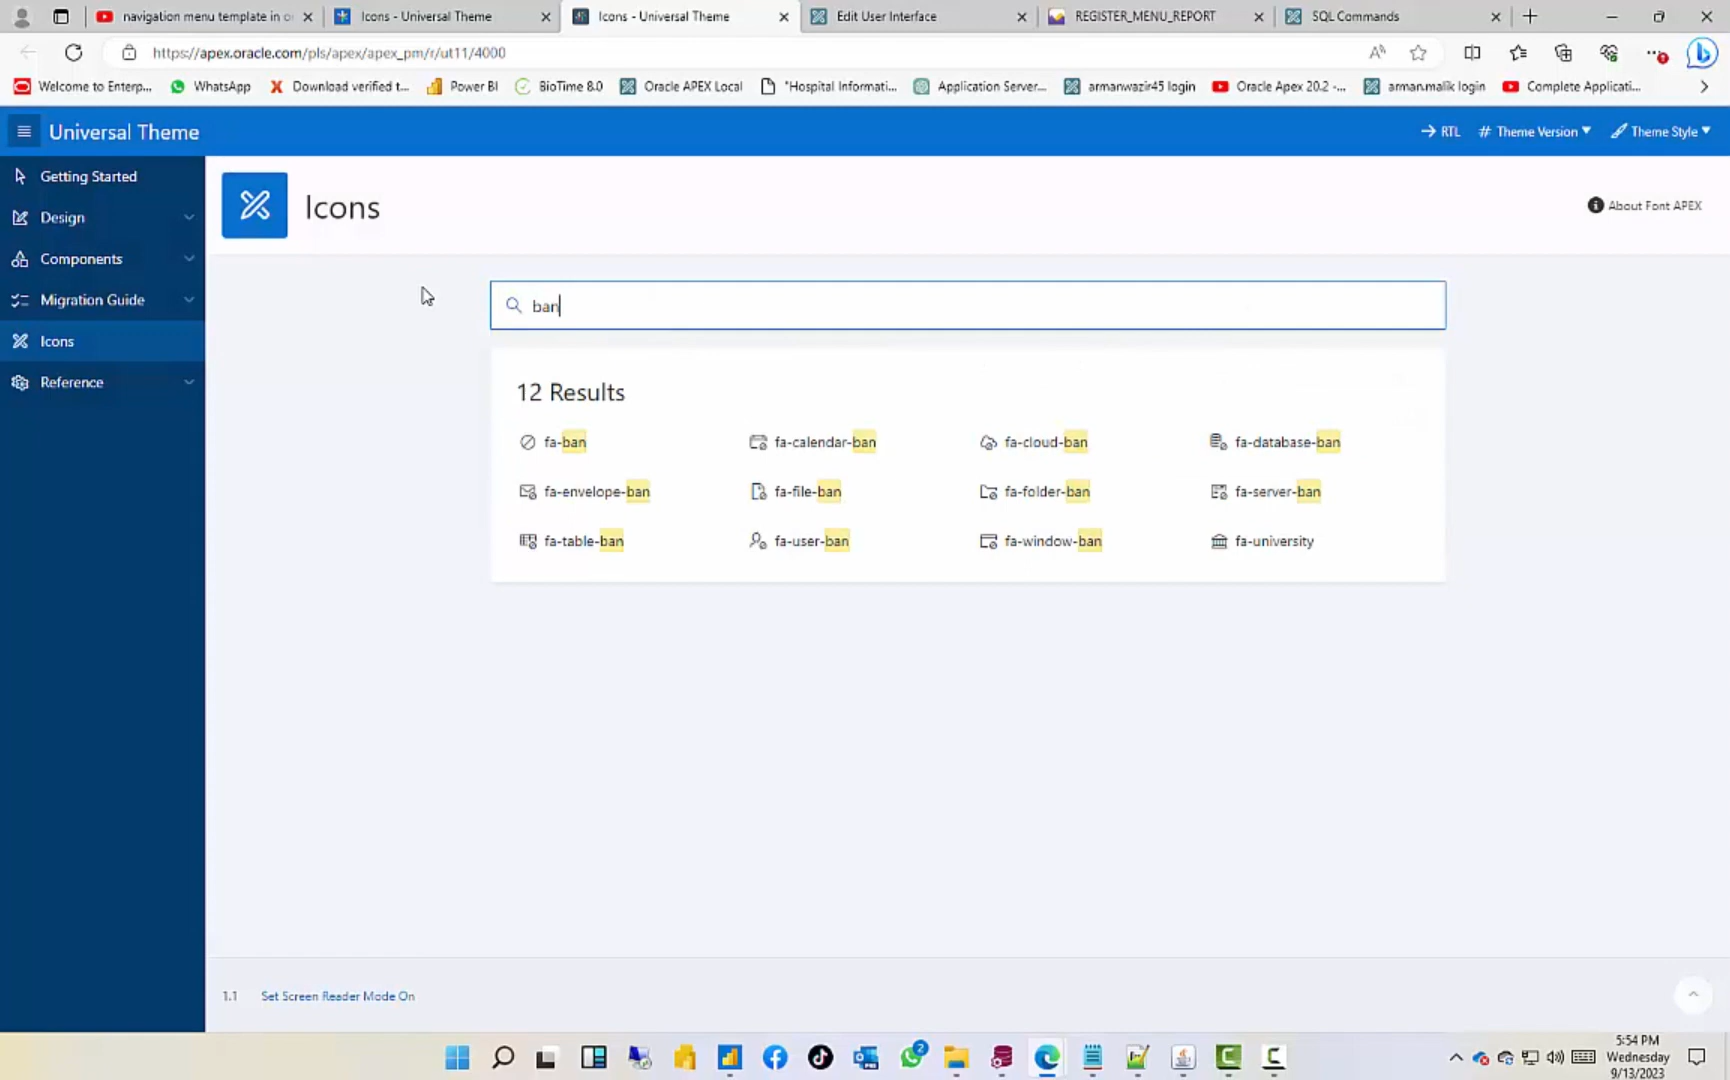 navigation menu template in or
Icons - Universal Theme
Icons - Universal Theme
Edit User Interface
REGISTER_MENU_REPORT
SQL Commands
https://apex.oracle.com/pls/apex/apex_pm/r/ut11/4000
Welcome to Enterp...
WhatsApp
Download verified t...
Power BI
BioTime 8.0
Oracle APEX Local
"Hospital Informati...
Application Server...
armanwazir45 login
Oracle Apex 20.2 -...
arman.malik login
Complete Applicati...
Universal Theme
RTL
# Theme Version
Theme Style
Getting Started
Design
Components
Migration Guide
Icons
Reference
Icons
About Font APEX
ban
12 Results
fa-ban
fa-calendar-ban
fa-cloud-ban
fa-database-ban
fa-envelope-ban
fa-file-ban
fa-folder-ban
fa-server-ban
fa-table-ban
fa-user-ban
fa-window-ban
fa-university
1.1
Set Screen Reader Mode On
2
5:54 PM
Wednesday
9/13/2023